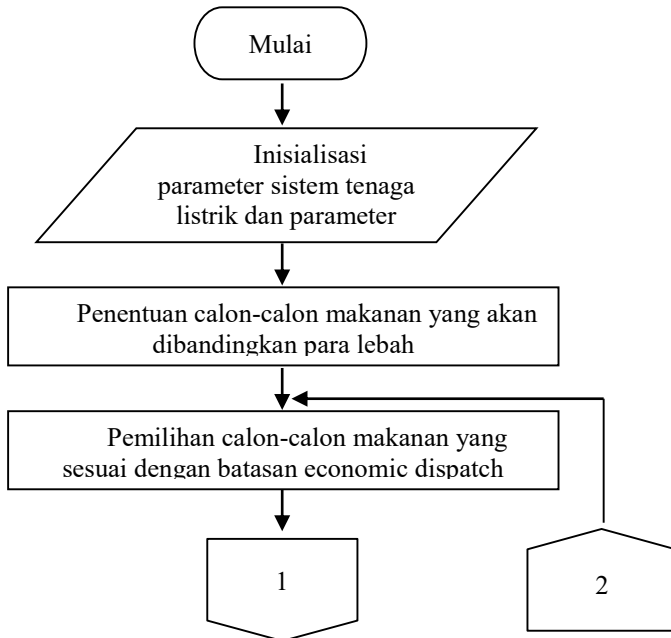 Mulai
Inisialisasi
parameter sistem tenaga
listrik dan parameter
Penentuan calon-calon makanan yang akan
dibandingkan para lebah
Pemilihan calon-calon makanan yang
sesuai dengan batasan economic dispatch
1
2